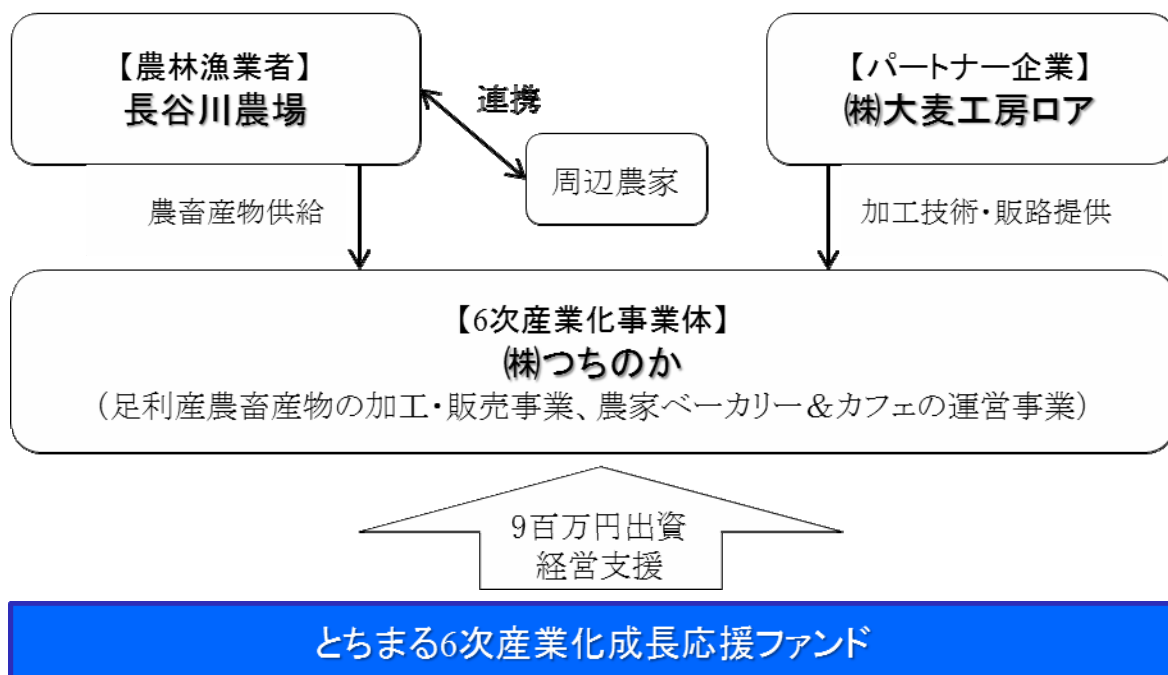 【農林漁業者】
長谷川農場
連携
周辺農家
【パートナー企業】
㈱大麦工房ロア
農畜産物供給
加工技術・販路提供
【6次産業化事業体】
㈱つちのか
（足利産農畜産物の加工・販売事業、農家ベーカリー＆カフェの運営事業）
9百万円出資
経営支援
とちまる6次産業化成長応援ファンド